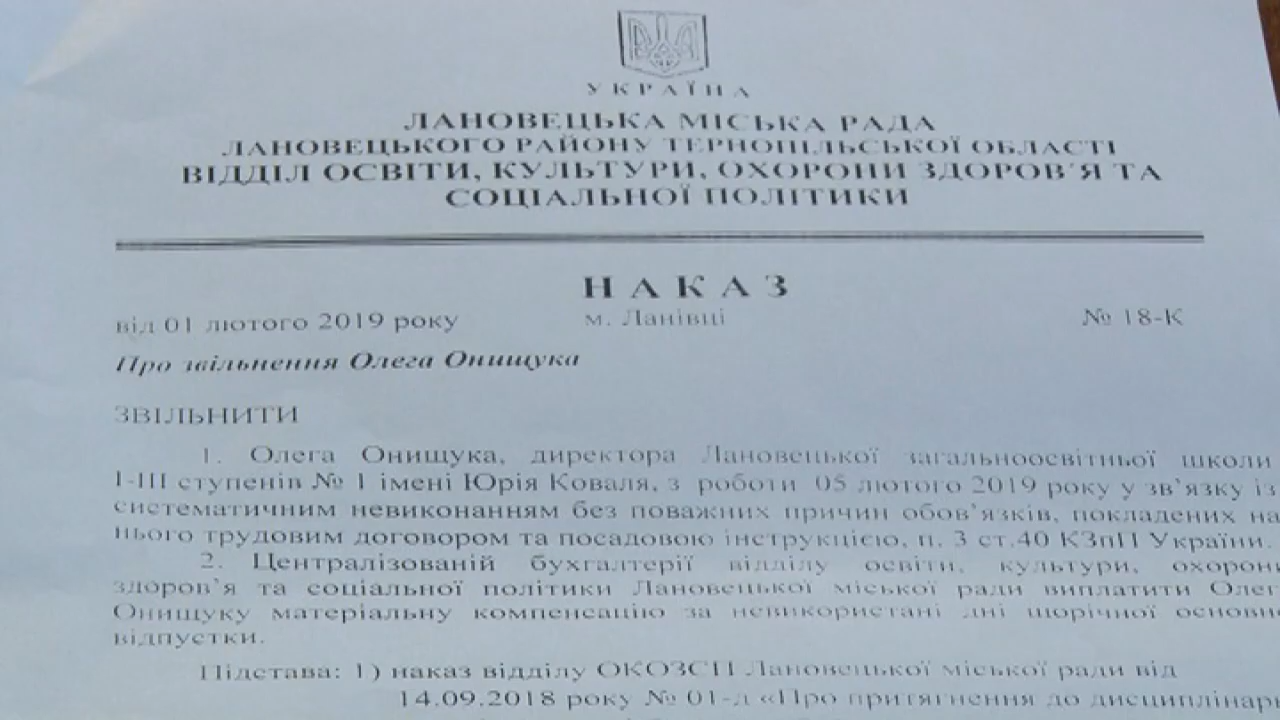 УКРАЇНА
ЛАНОВЕЦЬКА МІСЬКА РАДА
ЛАНОВЕЦЬКОГО РАЙОНУ ТЕРНОПІЛЬСЬКОЇ ОБЛАСТІ
ВІДДІЛ ОСВІТИ, КУЛЬТУРИ, ОХОРОНИ ЗДОРОВ'Я ТА
СОЦІАЛЬНОЇ ПОЛІТИКИ
НАКАЗ
від 01 лютого 2019 року м. Ланівці № 18-К
Про звільнення Олега Онищука
ЗВІЛЬНИТИ
1. Олега Онищука, директора Лановецької загальноосвітньої школи
І-ІІІ ступенів № 1 імені Юрія Коваля, з роботи 05 лютого 2019 року у зв'язку із
систематичним невиконанням без поважних причин обов'язків, покладених на
нього трудовим договором та посадовою інструкцією, п. 3 ст.40 КЗпП України.
2. Централізованій бухгалтерії відділу освіти, культури, охорони
здоров'я та соціальної політики Лановецької міської ради виплатити Олег
Онищуку матеріальну компенсацію за невикористані дні щорічної основн
відпустки.
Підстава: 1) наказ відділу ОКОЗСП Лановецької міської ради від
14.09.2018 року № 01-д «Про притягнення до дисциплінар